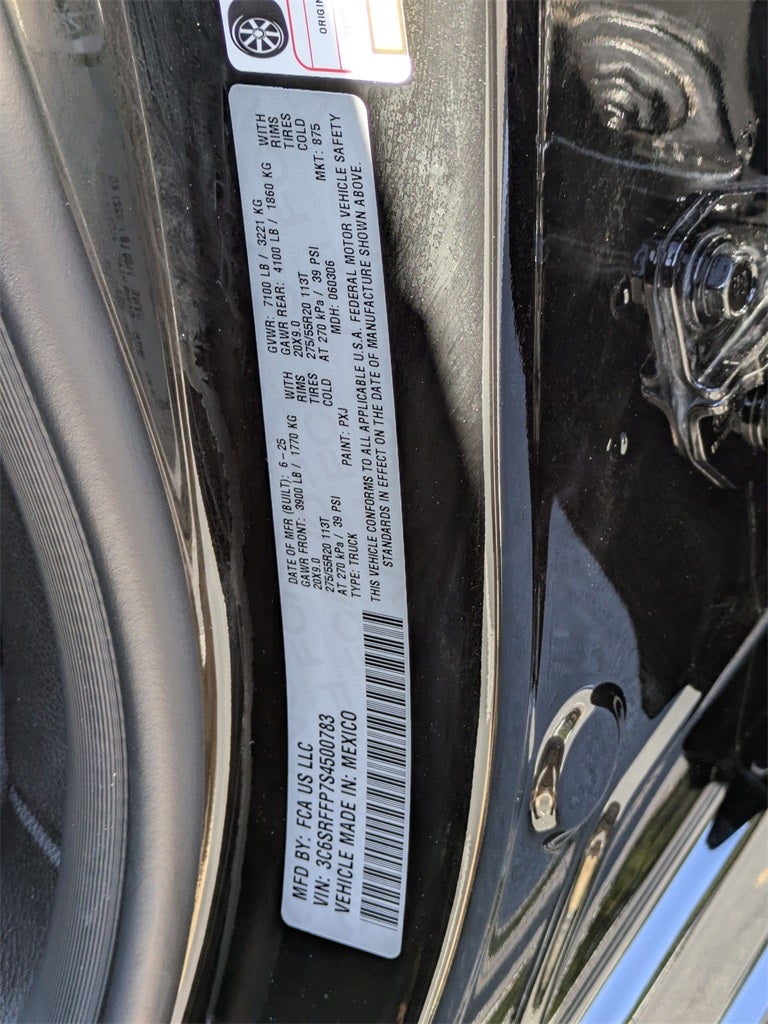 ORIGIN
MFD BY: FCA US LLC
VIN: 3C6SRFFP7S4500783
VEHICLE MADE IN: MEXICO
DATE OF MFR (BUILT): 6-25
GVWR: 7100 LB / 3221 KG
GAWR FRONT: 3900 LB / 1770 KG WITH
20X9.0 RIMS
275/55R20 113T TIRES
AT 270 kPa / 39 PSI COLD
GAWR REAR: 4100 LB / 1860 KG WITH
20X9.0 RIMS
275/55R20 113T TIRES
AT 270 kPa / 39 PSI COLD
TYPE: TRUCK PAINT: PXJ MDH: 060306 MKT: 875
THIS VEHICLE CONFORMS TO ALL APPLICABLE U.S.A. FEDERAL MOTOR VEHICLE SAFETY
STANDARDS IN EFFECT ON THE DATE OF MANUFACTURE SHOWN ABOVE.